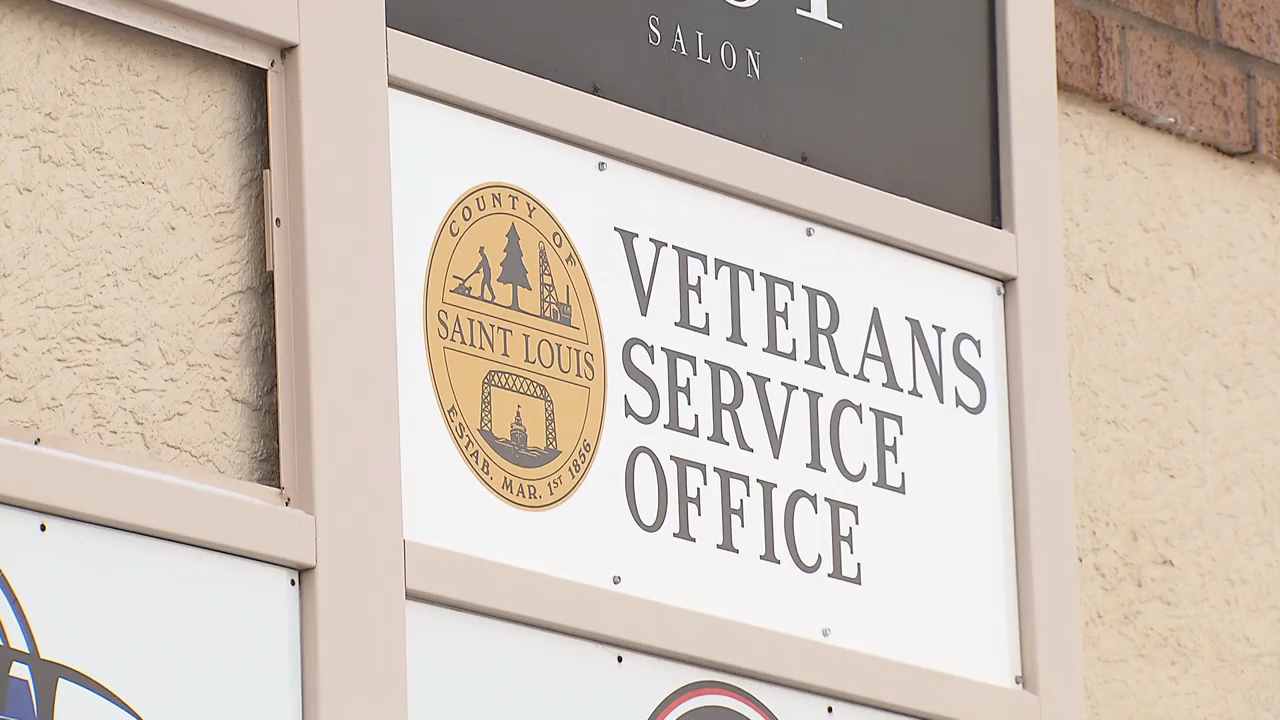 SALON
COUNTY OF
SAINT LOUIS
ESTAB. MAR. 1ST 1856
VETERANS
SERVICE
OFFICE